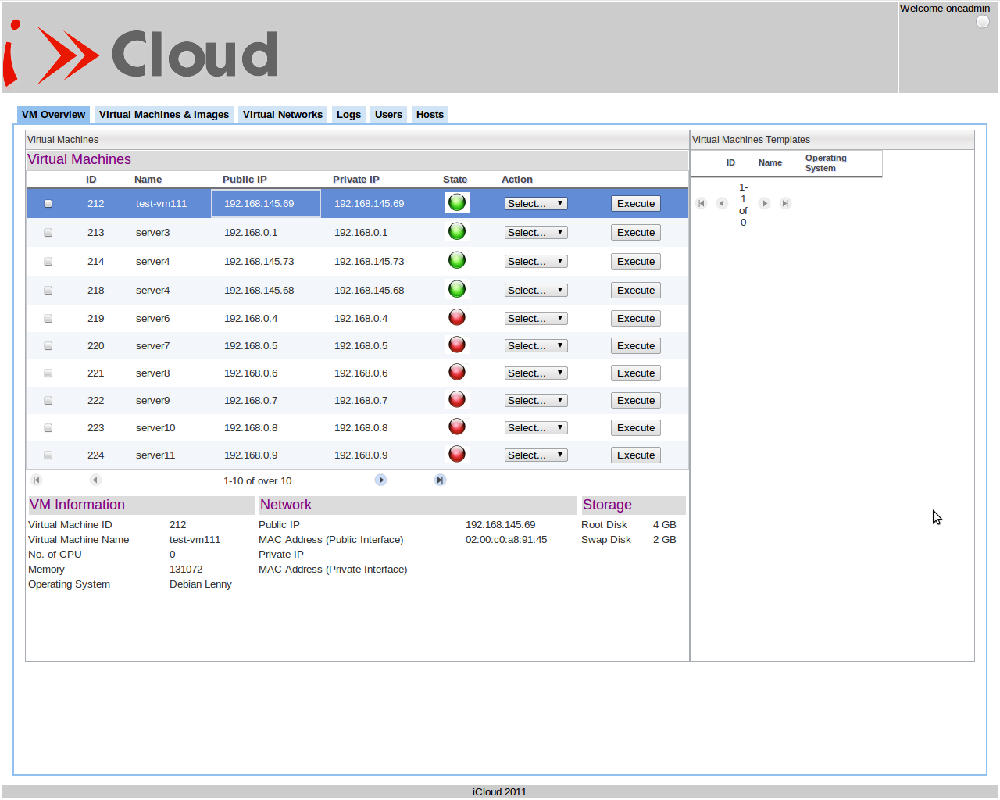 Welcome oneadmin
i Cloud
VM Overview Virtual Machines & Images Virtual Networks Logs Users Hosts
Virtual Machines
Virtual Machines
ID Name Public IP Private IP State Action
212 test-vm111 192.168.145.69 192.168.145.69 Select... Execute
213 server3 192.168.0.1 192.168.0.1 Select... Execute
214 server4 192.168.145.73 192.168.145.73 Select... Execute
218 server4 192.168.145.68 192.168.145.68 Select... Execute
219 server6 192.168.0.4 192.168.0.4 Select... Execute
220 server7 192.168.0.5 192.168.0.5 Select... Execute
221 server8 192.168.0.6 192.168.0.6 Select... Execute
222 server9 192.168.0.7 192.168.0.7 Select... Execute
223 server10 192.168.0.8 192.168.0.8 Select... Execute
224 server11 192.168.0.9 192.168.0.9 Select... Execute
1-10 of over 10
VM Information
Virtual Machine ID 212
Virtual Machine Name test-vm111
No. of CPU 0
Memory 131072
Operating System Debian Lenny
Network
Public IP 192.168.145.69
MAC Address (Public Interface) 02:00:c0:a8:91:45
Private IP
MAC Address (Private Interface)
Storage
Root Disk 4 GB
Swap Disk 2 GB
Virtual Machines Templates
ID Name Operating
System
1-
1
of
0
iCloud 2011